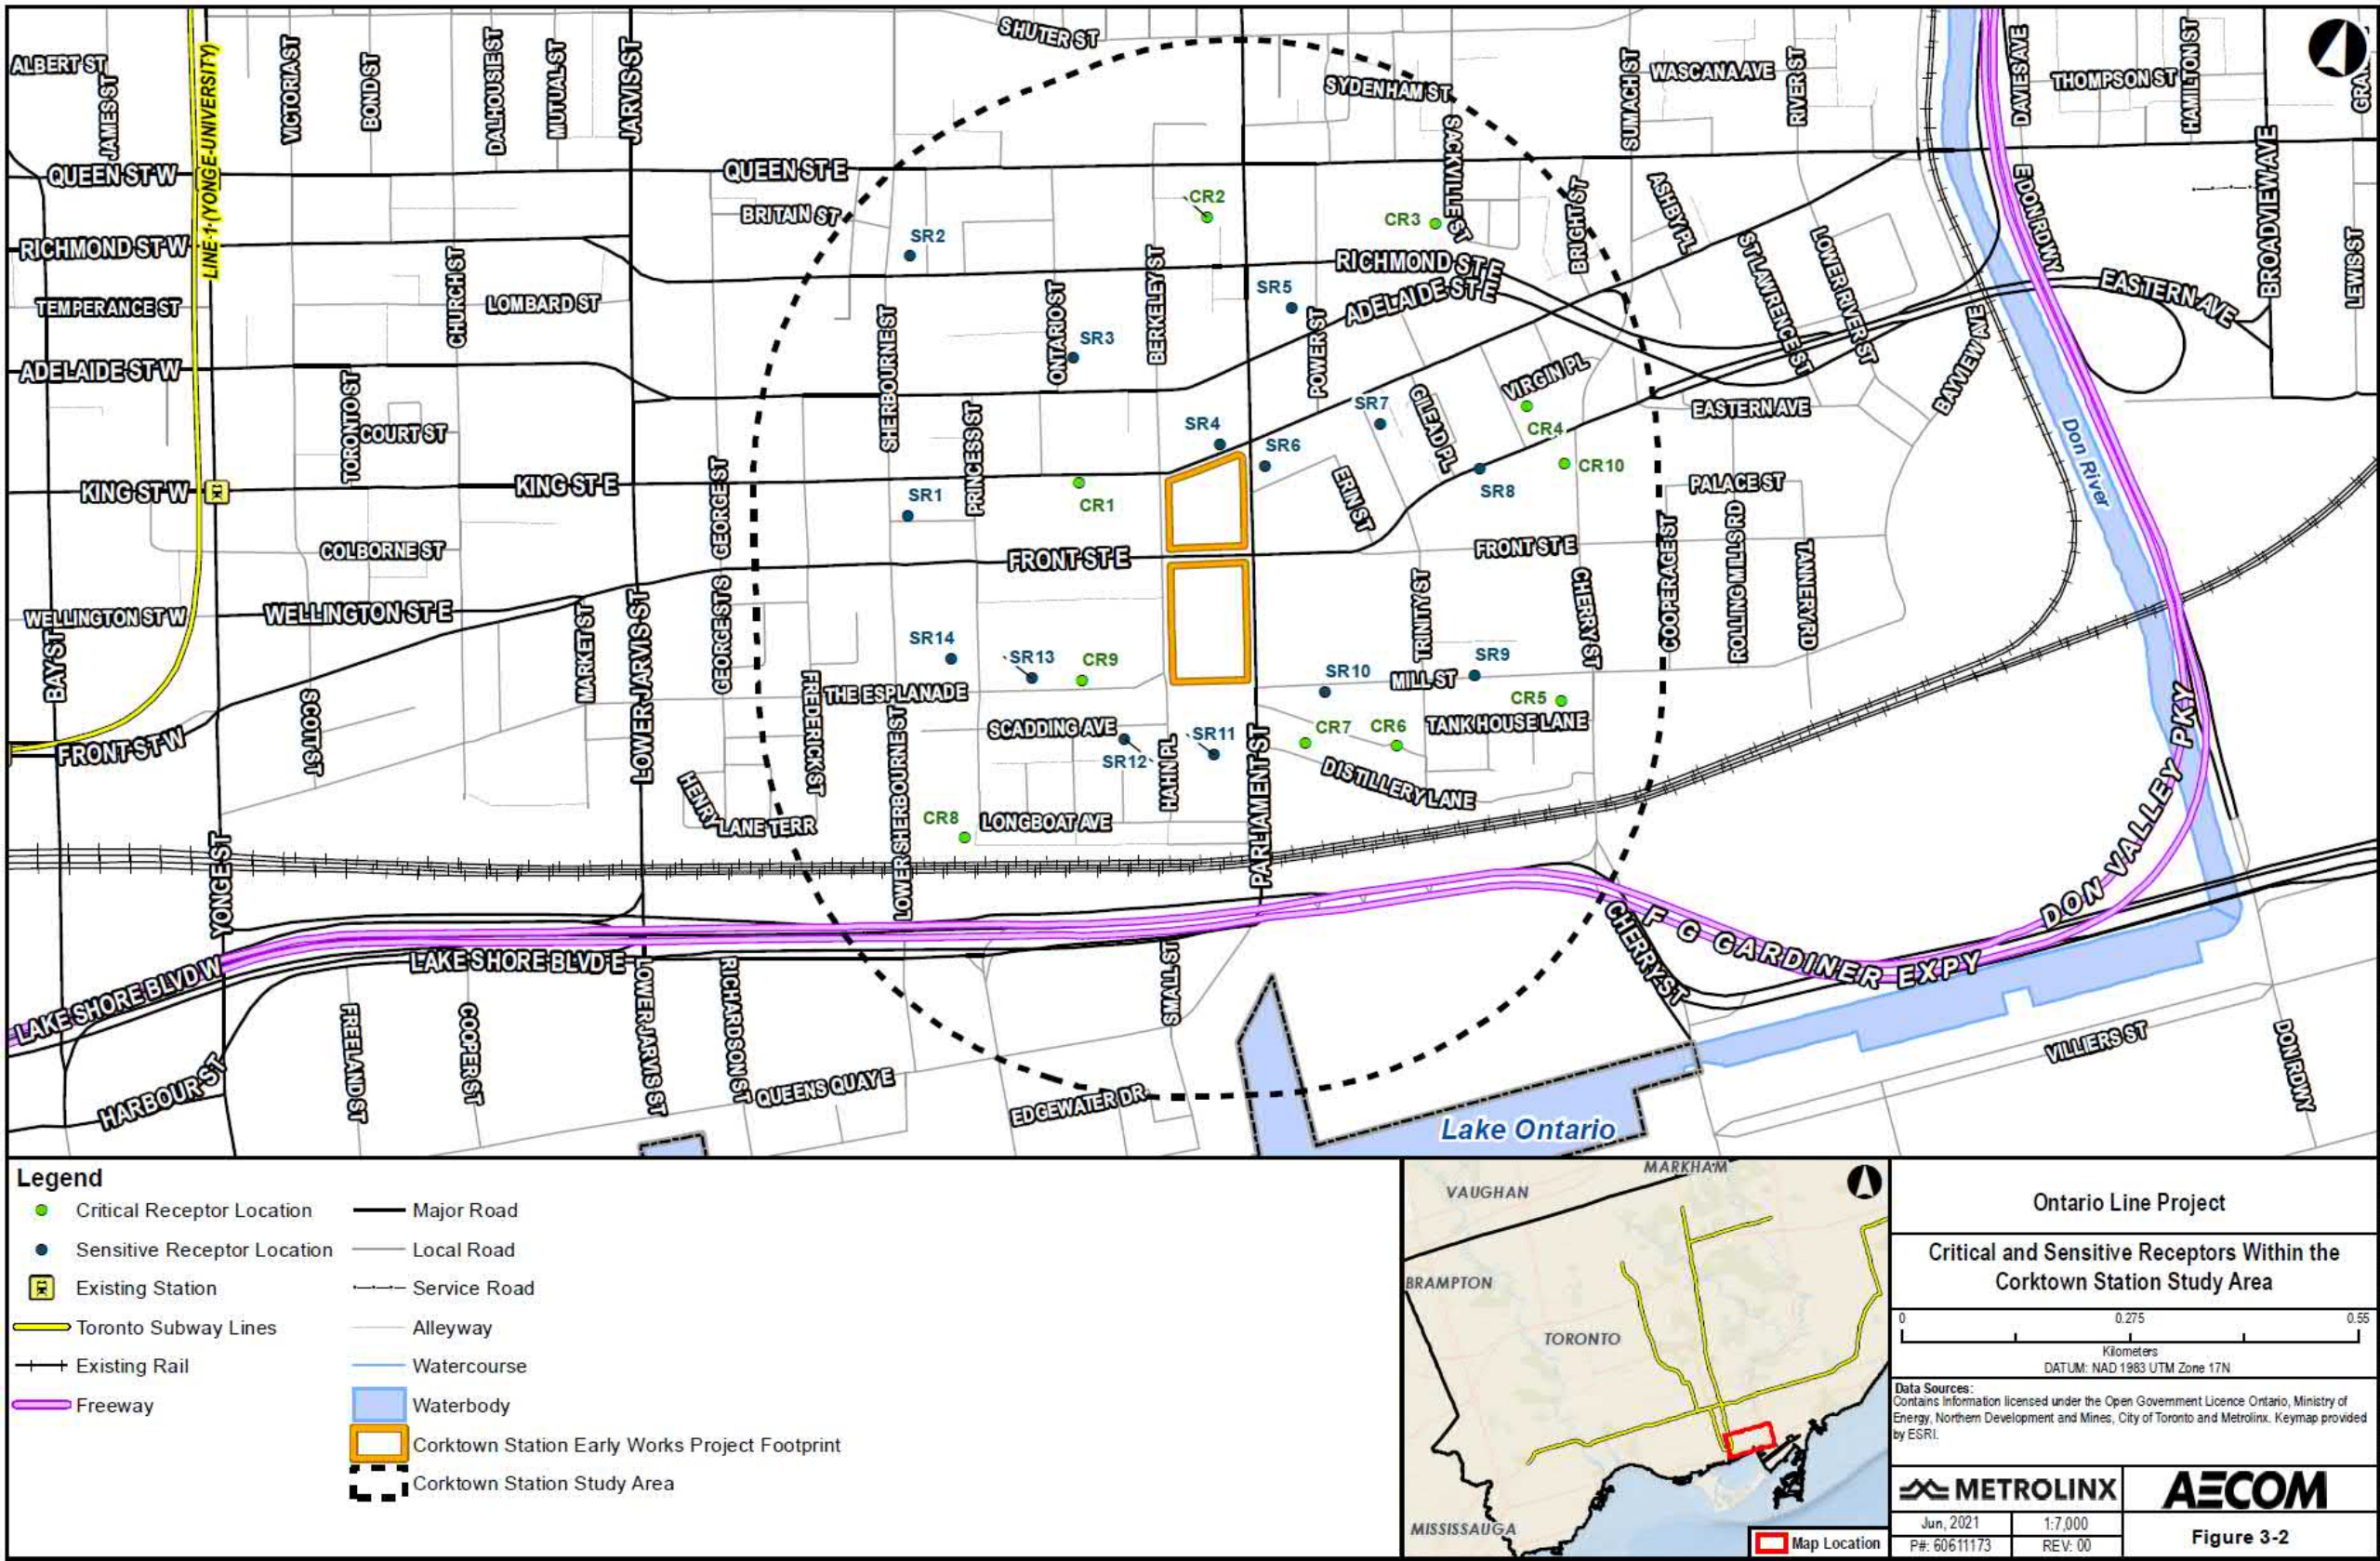 SHUTER ST
ALBERT ST
JAMES ST
LINE 1 (YONGE-UNIVERSITY)
VICTORIA ST
BOND ST
DALHOUSIE ST
MUTUAL ST
JARVIS ST
SYDENHAM ST
SACKVILLE ST
SUMACH ST
WASCANA AVE
RIVER ST
DAVIES AVE
THOMPSON ST
HAMILTON ST
BROADVIEW AVE
QUEEN ST W
QUEEN ST E
BRITAIN ST
SR2
CR2
CR3
BRIGHT ST
ASHBY PL
ST LAWRENCE ST
LOWER RIVER ST
E DON RDWY
RICHMOND ST W
RICHMOND ST E
TEMPERANCE ST
CHURCH ST
LOMBARD ST
SHERBOURNE ST
ONTARIO ST
BERKELEY ST
SR3
SR5
POWER ST
ADELAIDE ST E
EASTERN AVE
LEWIS ST
ADELAIDE ST W
TORONTO ST
COURT ST
PRINCESS ST
SR4
SR6
SR7
GILEAD PL
VIRGIN PL
CR4
EASTERN AVE
BAYVIEW AVE
Don River
KING ST W
KING ST E
GEORGE ST
SR1
CR1
ERIN ST
SR8
CR10
PALACE ST
COLBORNE ST
FRONT ST E
FRONT ST E
CHERRY ST
COOPERAGE ST
ROLLING MILLS RD
TANNERY RD
WELLINGTON ST W
WELLINGTON ST E
BAY ST
MARKET ST
LOWER JARVIS ST
GEORGE ST S
SR14
SR13
CR9
TRINITY ST
SR10
MILL ST
SR9
CR5
SCOTT ST
FREDERICK ST
THE ESPLANADE
LOWER SHERBOURNE ST
SCADDING AVE
SR12
HAHN PL
SR11
PARLIAMENT ST
CR7
CR6
TANK HOUSE LANE
DISTILLERY LANE
FRONT ST W
HENRY LANE TERR
CR8
LONGBOAT AVE
YONGE ST
DON VALLEY PKY
F G GARDINER EXPY
CHERRY ST
LAKE SHORE BLVD W
LAKE SHORE BLVD E
HARBOUR ST
FREELAND ST
COOPER ST
LOWER JARVIS ST
RICHARDSON ST
QUEENS QUAY E
EDGEWATER DR
SMALL ST
Lake Ontario
VILLIERS ST
DON RDWY
Legend
Critical Receptor Location
Sensitive Receptor Location
Existing Station
Toronto Subway Lines
Existing Rail
Freeway
Major Road
Local Road
Service Road
Alleyway
Watercourse
Waterbody
Corktown Station Early Works Project Footprint
Corktown Station Study Area
MARKHAM
VAUGHAN
BRAMPTON
TORONTO
MISSISSAUGA
Map Location
Ontario Line Project
Critical and Sensitive Receptors Within the
Corktown Station Study Area
0 0.275 0.55
Kilometers
DATUM: NAD 1983 UTM Zone 17N
Data Sources:
Contains Information licensed under the Open Government Licence Ontario, Ministry of
Energy, Northern Development and Mines, City of Toronto and Metrolinx. Keymap provided
by ESRI.
METROLINX
AECOM
Jun, 2021
1:7,000
P#: 60611173
REV: 00
Figure 3-2